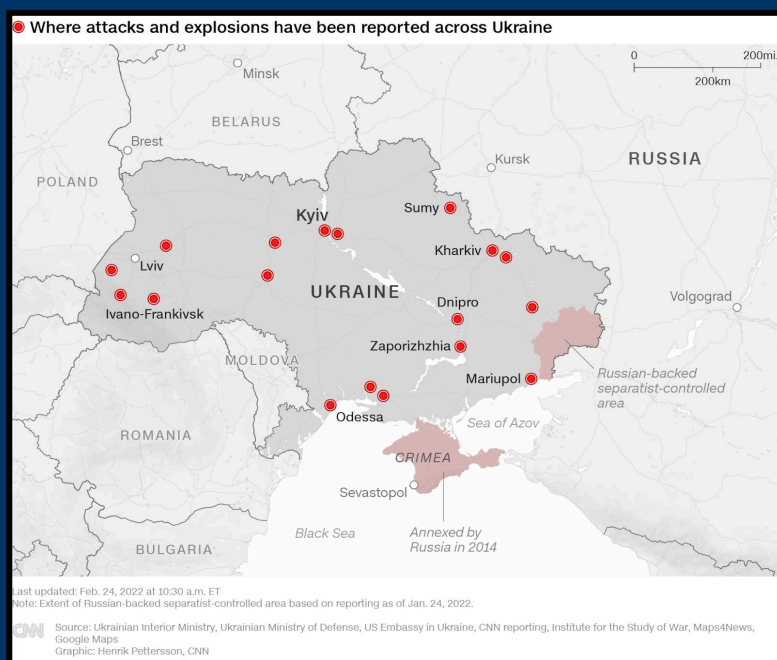 Where attacks and explosions have been reported across Ukraine
0 200mi.
200km
Minsk
BELARUS
Brest
Kursk
RUSSIA
POLAND
Sumy
Kyiv
Kharkiv
Lviv
UKRAINE
Dnipro
Volgograd
Ivano-Frankivsk
Zaporizhzhia
MOLDOVA
Mariupol
Russian-backed
separatist-controlled
area
Odessa
Sea of Azov
ROMANIA
CRIMEA
Sevastopol
Black Sea
Annexed by
Russia in 2014
BULGARIA
Last updated: Feb. 24, 2022 at 10:30 a.m. ET
Note: Extent of Russian-backed separatist-controlled area based on reporting as of Jan. 24, 2022.
CNN
Source: Ukrainian Interior Ministry, Ukrainian Ministry of Defense, US Embassy in Ukraine, CNN reporting, Institute for the Study of War, Maps4News,
Google Maps
Graphic: Henrik Pettersson, CNN